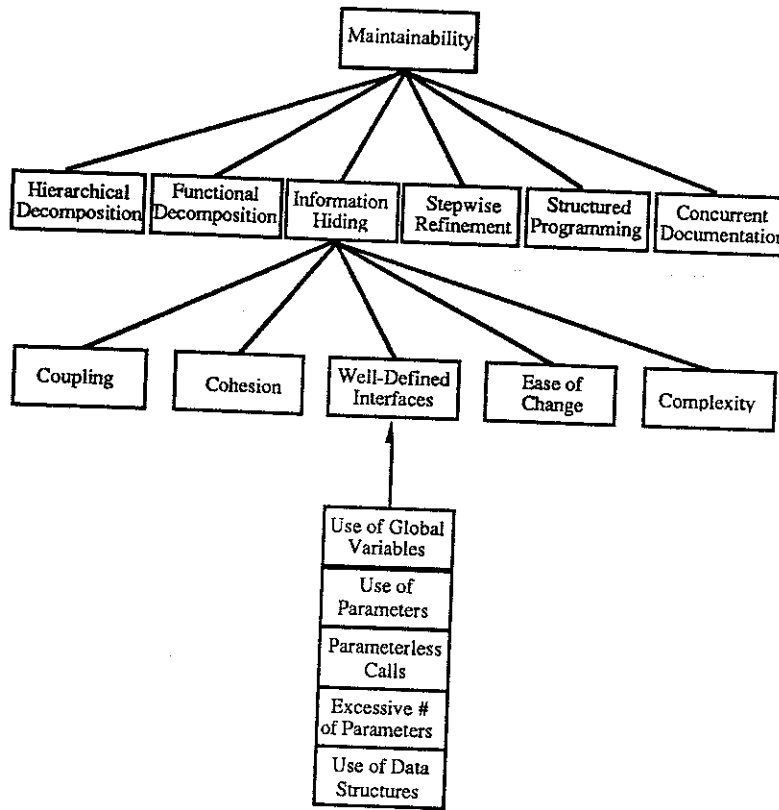 Maintainability
Hierarchical
Decomposition
Functional
Decomposition
Information
Hiding
Stepwise
Refinement
Structured
Programming
Concurrent
Documentation
Coupling
Cohesion
Well-Defined
Interfaces
Ease of
Change
Complexity
Use of Global
Variables
Use of
Parameters
Parameterless
Calls
Excessive #
of Parameters
Use of Data
Structures